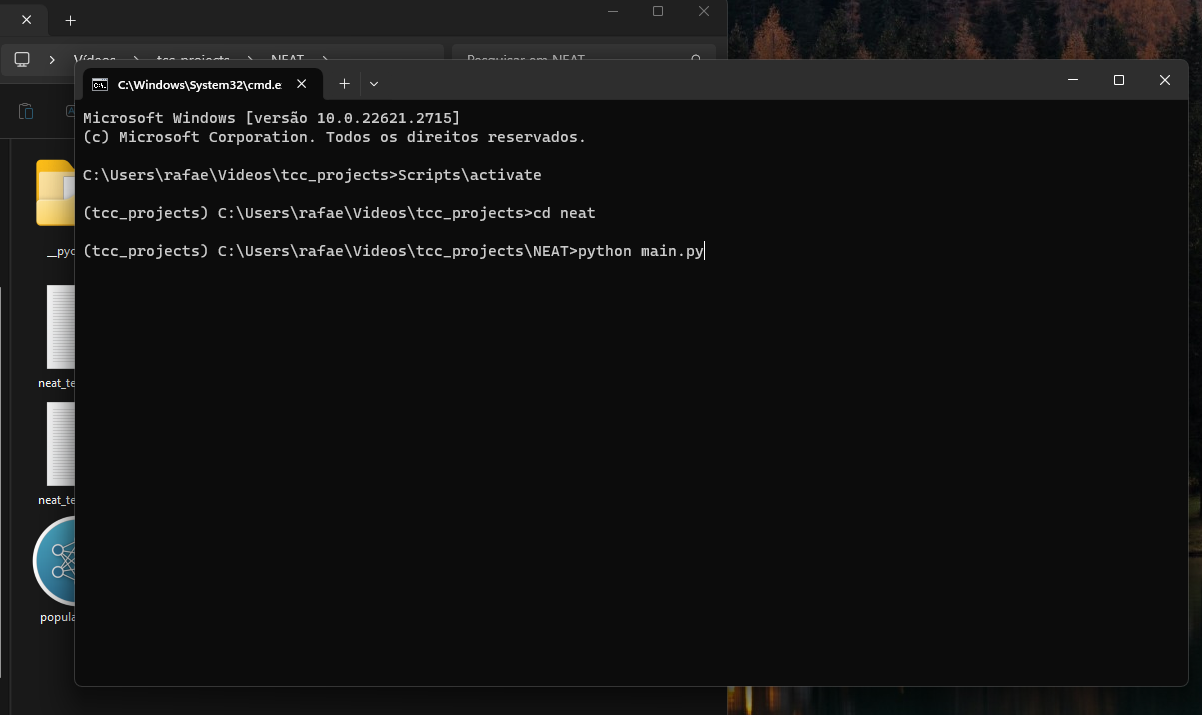 C:\Windows\System32\cmd.e
Microsoft Windows [versão 10.0.22621.2715]
(c) Microsoft Corporation. Todos os direitos reservados.
C:\Users\rafae\Videos\tcc_projects>Scripts\activate
(tcc_projects) C:\Users\rafae\Videos\tcc_projects>cd neat
(tcc_projects) C:\Users\rafae\Videos\tcc_projects\NEAT>python main.py
Vídeos > tcc_projects > NEAT >
Pesquisar em NEAT
__pyc
neat_te
neat_te
popula